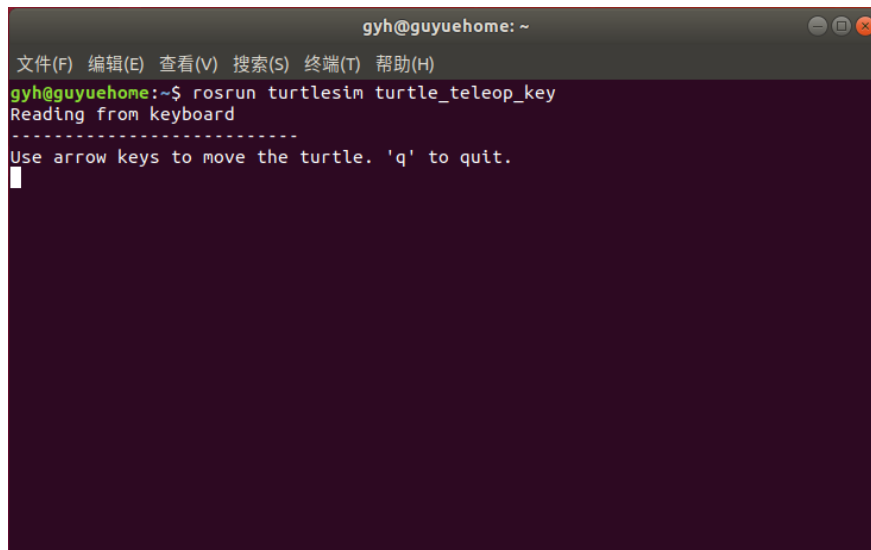 gyh@guyuehome: ~
文件(F) 编辑(E) 查看(V) 搜索(S) 终端(T) 帮助(H)
gyh@guyuehome:~$ rosrun turtlesim turtle_teleop_key
Reading from keyboard
---------------------------
Use arrow keys to move the turtle. 'q' to quit.